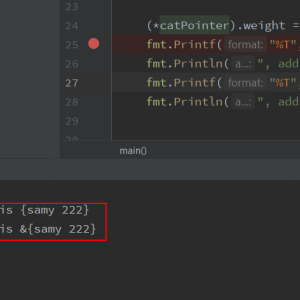 23
24 (*catPointer).weight =
25 fmt.Printf( format: "%T"
26 fmt.Println( a...: ", add
27 fmt.Printf( format: "%T"
28 fmt.Println( a...: ", add
29
30
main()
is {samy 222}
is &{samy 222}